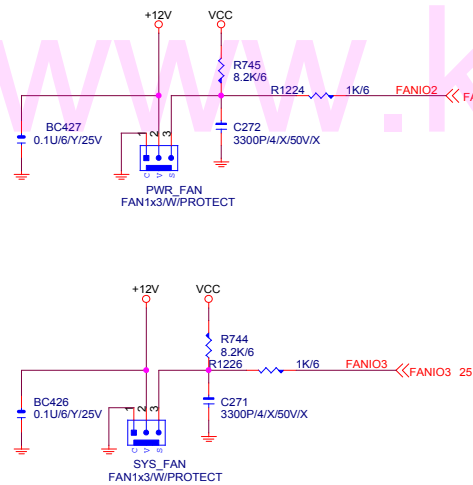 www.k
+12V VCC
R745
8.2K/6
R1224 1K/6 FANIO2 FA
BC427
0.1U/6/Y/25V
C272
3300P/4/X/50V/X
1 2 3
C V S
PWR_FAN
FAN1x3/W/PROTECT
+12V VCC
R744
8.2K/6
R1226 1K/6 FANIO3 FANIO3 25
BC426
0.1U/6/Y/25V
C271
3300P/4/X/50V/X
1 2 3
C V S
SYS_FAN
FAN1x3/W/PROTECT